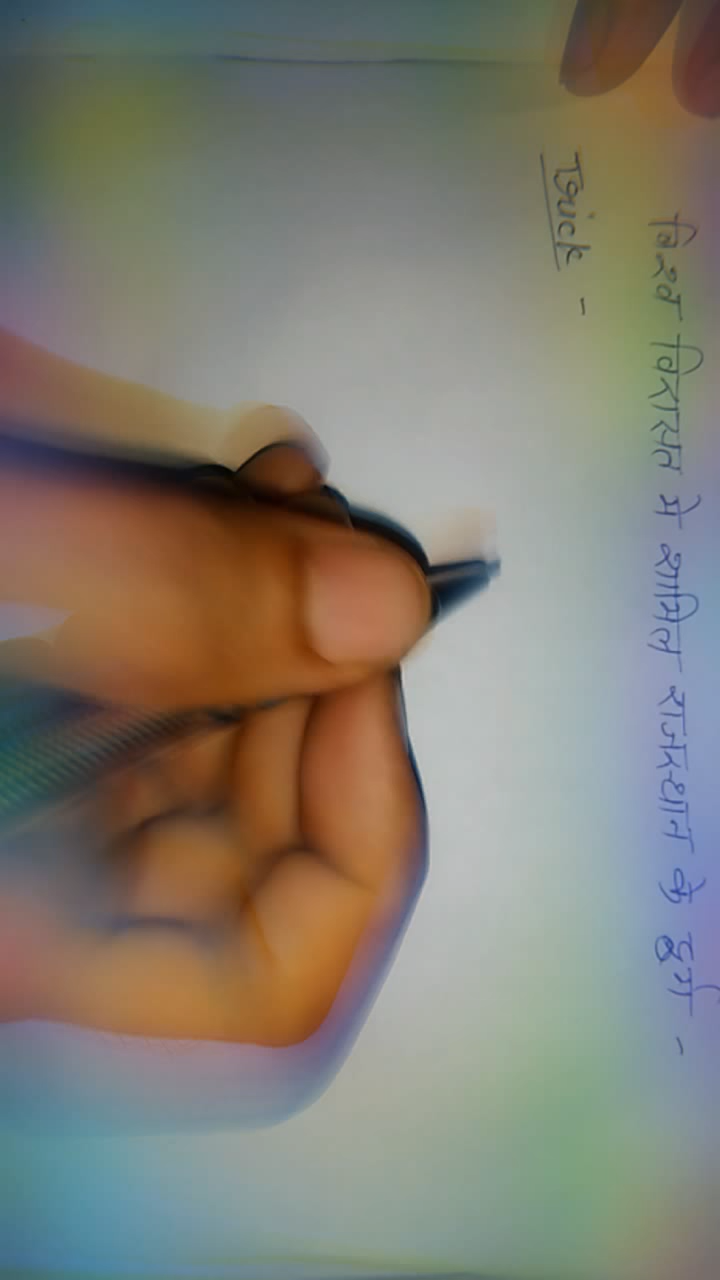 विश्व विरासत मे शामिल राजस्थान के दुर्ग -
Trick -